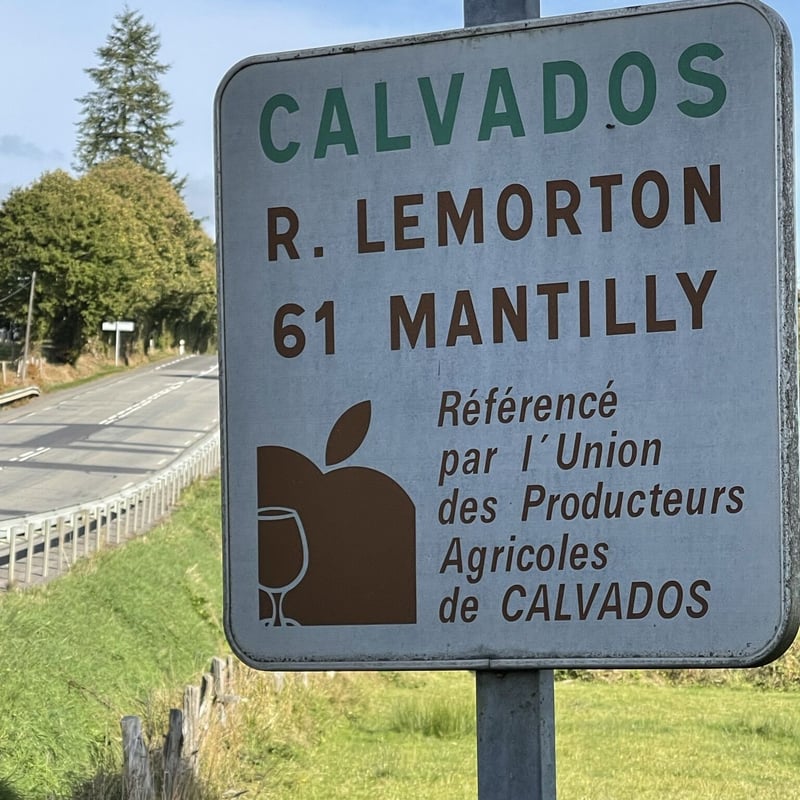 CALVADOS
R. LEMORTON
61 MANTILLY
Référencé
par l´Union
des Producteurs
Agricoles
de CALVADOS